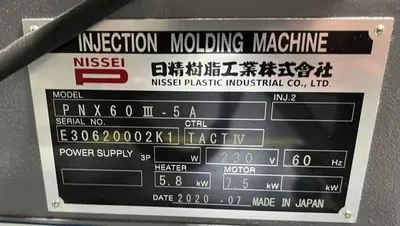 INJECTION MOLDING MACHINE
NISSEI 日精樹脂工業株式会社
NISSEI PLASTIC INDUSTRIAL CO., LTD.
MODEL INJ.2
PNX60Ⅲ-5A
SERIAL NO. CTRL
E30620002K1 TACTⅣ
POWER SUPPLY 3P W 230 V 60 Hz
HEATER MOTOR
5.8 kW 7.5 kW kW
DATE 2020.07 MADE IN JAPAN